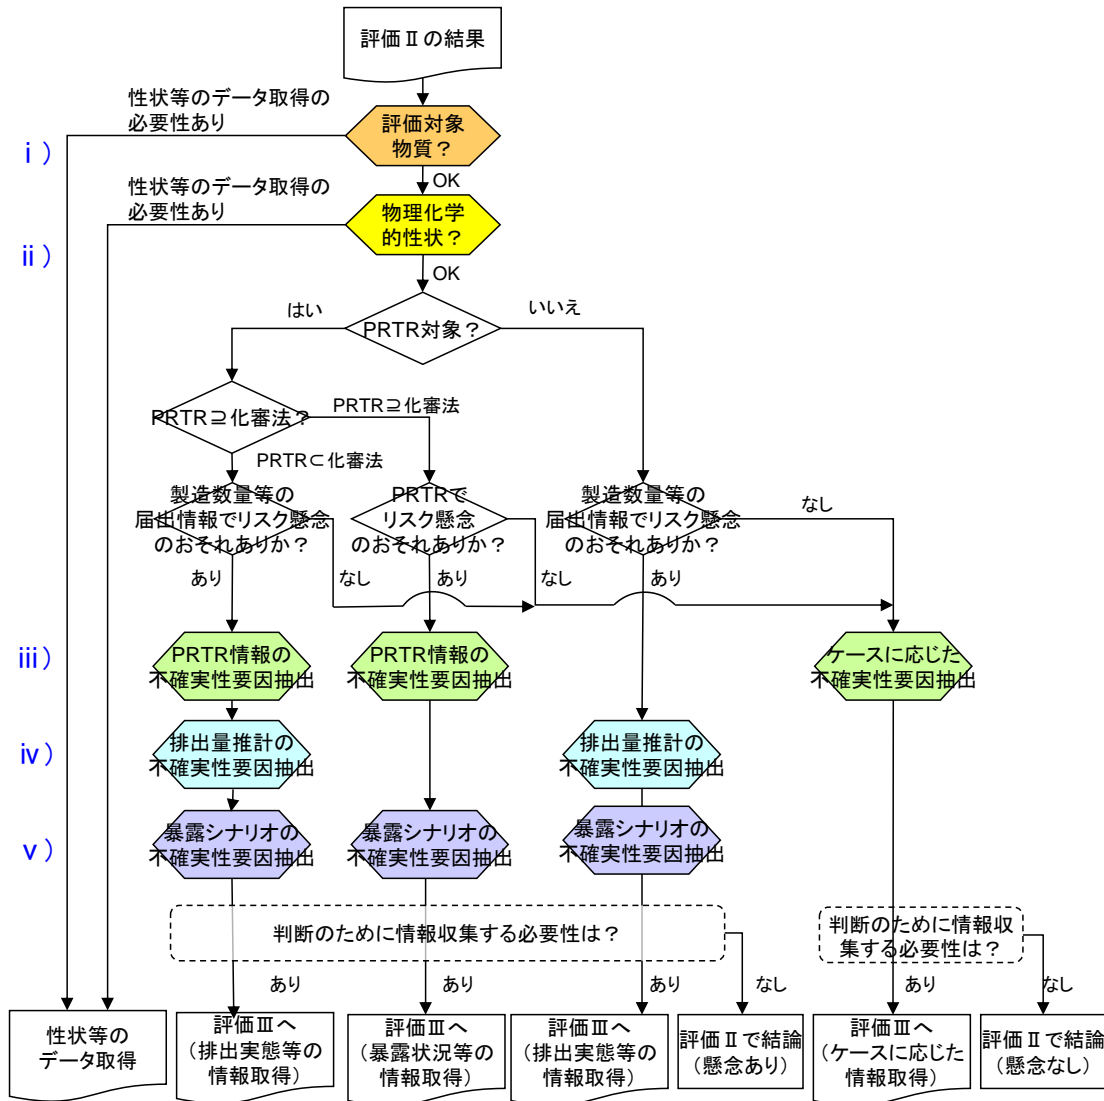 評価Ⅱの結果
性状等のデータ取得の
必要性あり
評価対象
物質？
ⅰ）
OK
性状等のデータ取得の
必要性あり
物理化学
的性状？
ⅱ）
OK
はい
いいえ
PRTR対象？
PRTR⊇化審法？
PRTR⊇化審法
PRTR⊂化審法
製造数量等の
届出情報でリスク懸念
のおそれありか？
PRTRで
リスク懸念
のおそれありか？
製造数量等の
届出情報でリスク懸念
のおそれありか？
なし
あり
なし
あり
なし
あり
ⅲ）
PRTR情報の
不確実性要因抽出
PRTR情報の
不確実性要因抽出
ケースに応じた
不確実性要因抽出
ⅳ）
排出量推計の
不確実性要因抽出
排出量推計の
不確実性要因抽出
ⅴ）
暴露シナリオの
不確実性要因抽出
暴露シナリオの
不確実性要因抽出
暴露シナリオの
不確実性要因抽出
判断のために情報収集する必要性は？
判断のために情報収
集する必要性は？
あり
あり
あり
なし
あり
なし
性状等の
データ取得
評価Ⅲへ
（排出実態等の
情報取得）
評価Ⅲへ
（暴露状況等の
情報取得）
評価Ⅲへ
（排出実態等の
情報取得）
評価Ⅱで結論
（懸念あり）
評価Ⅲへ
（ケースに応じた
情報取得）
評価Ⅱで結論
（懸念なし）